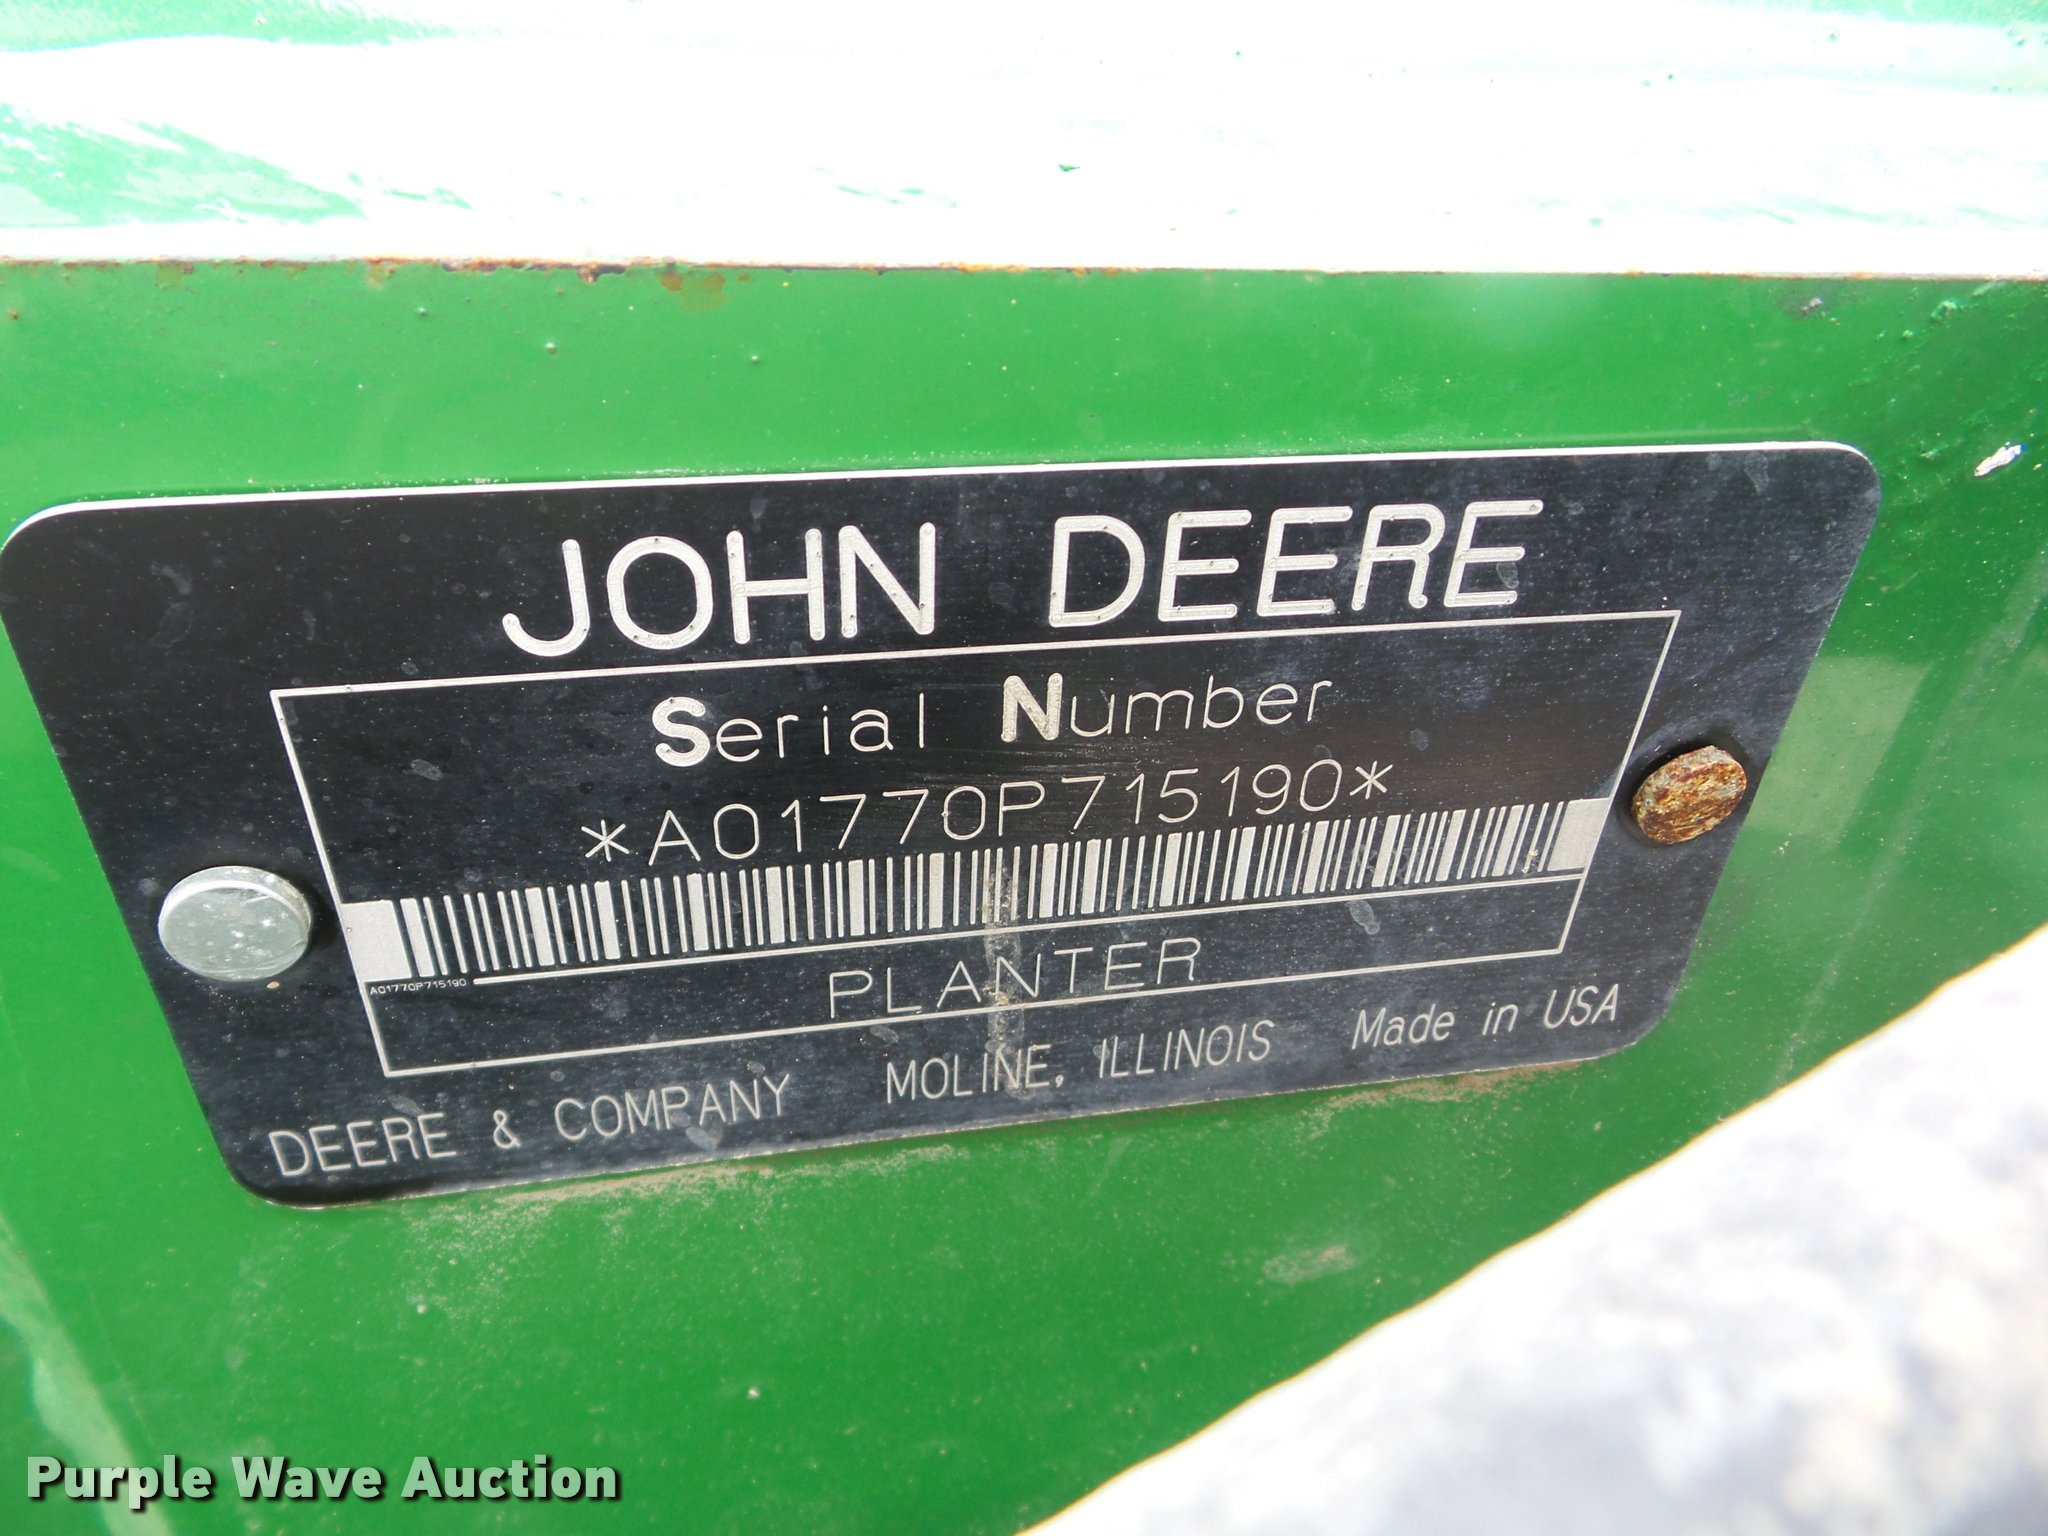 JOHN DEERE
Serial Number
*A01770P715190*
A01770P715190
PLANTER
DEERE & COMPANY MOLINE, ILLINOIS Made in USA
Purple Wave Auction